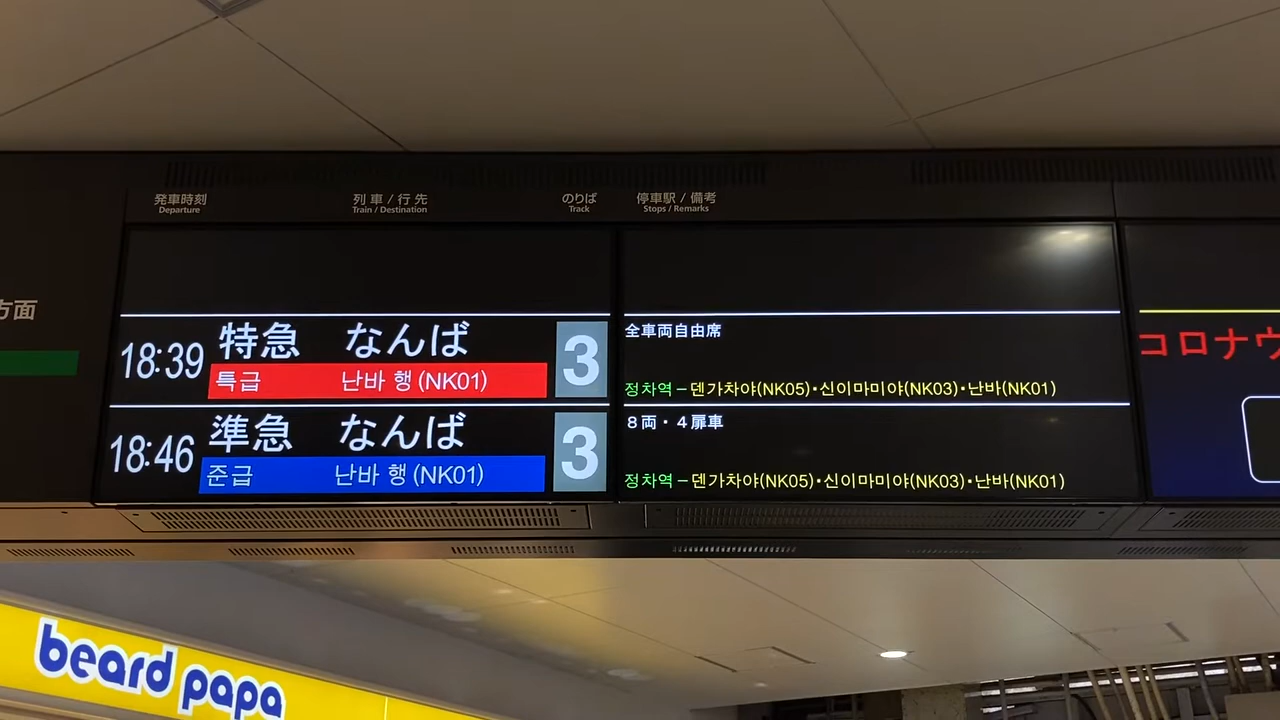 発車時刻
Departure
列車 / 行先
Train / Destination
のりば
Track
停車駅 / 備考
Stops / Remarks
方面
18:39 特急 なんば 3
특급 난바 행 (NK01)
全車両自由席
정차역－덴가차야(NK05)·신이마미야(NK03)·난바(NK01)
18:46 準急 なんば 3
준급 난바 행 (NK01)
8両・4扉車
정차역－덴가차야(NK05)·신이마미야(NK03)·난바(NK01)
コロナウ
beard papa